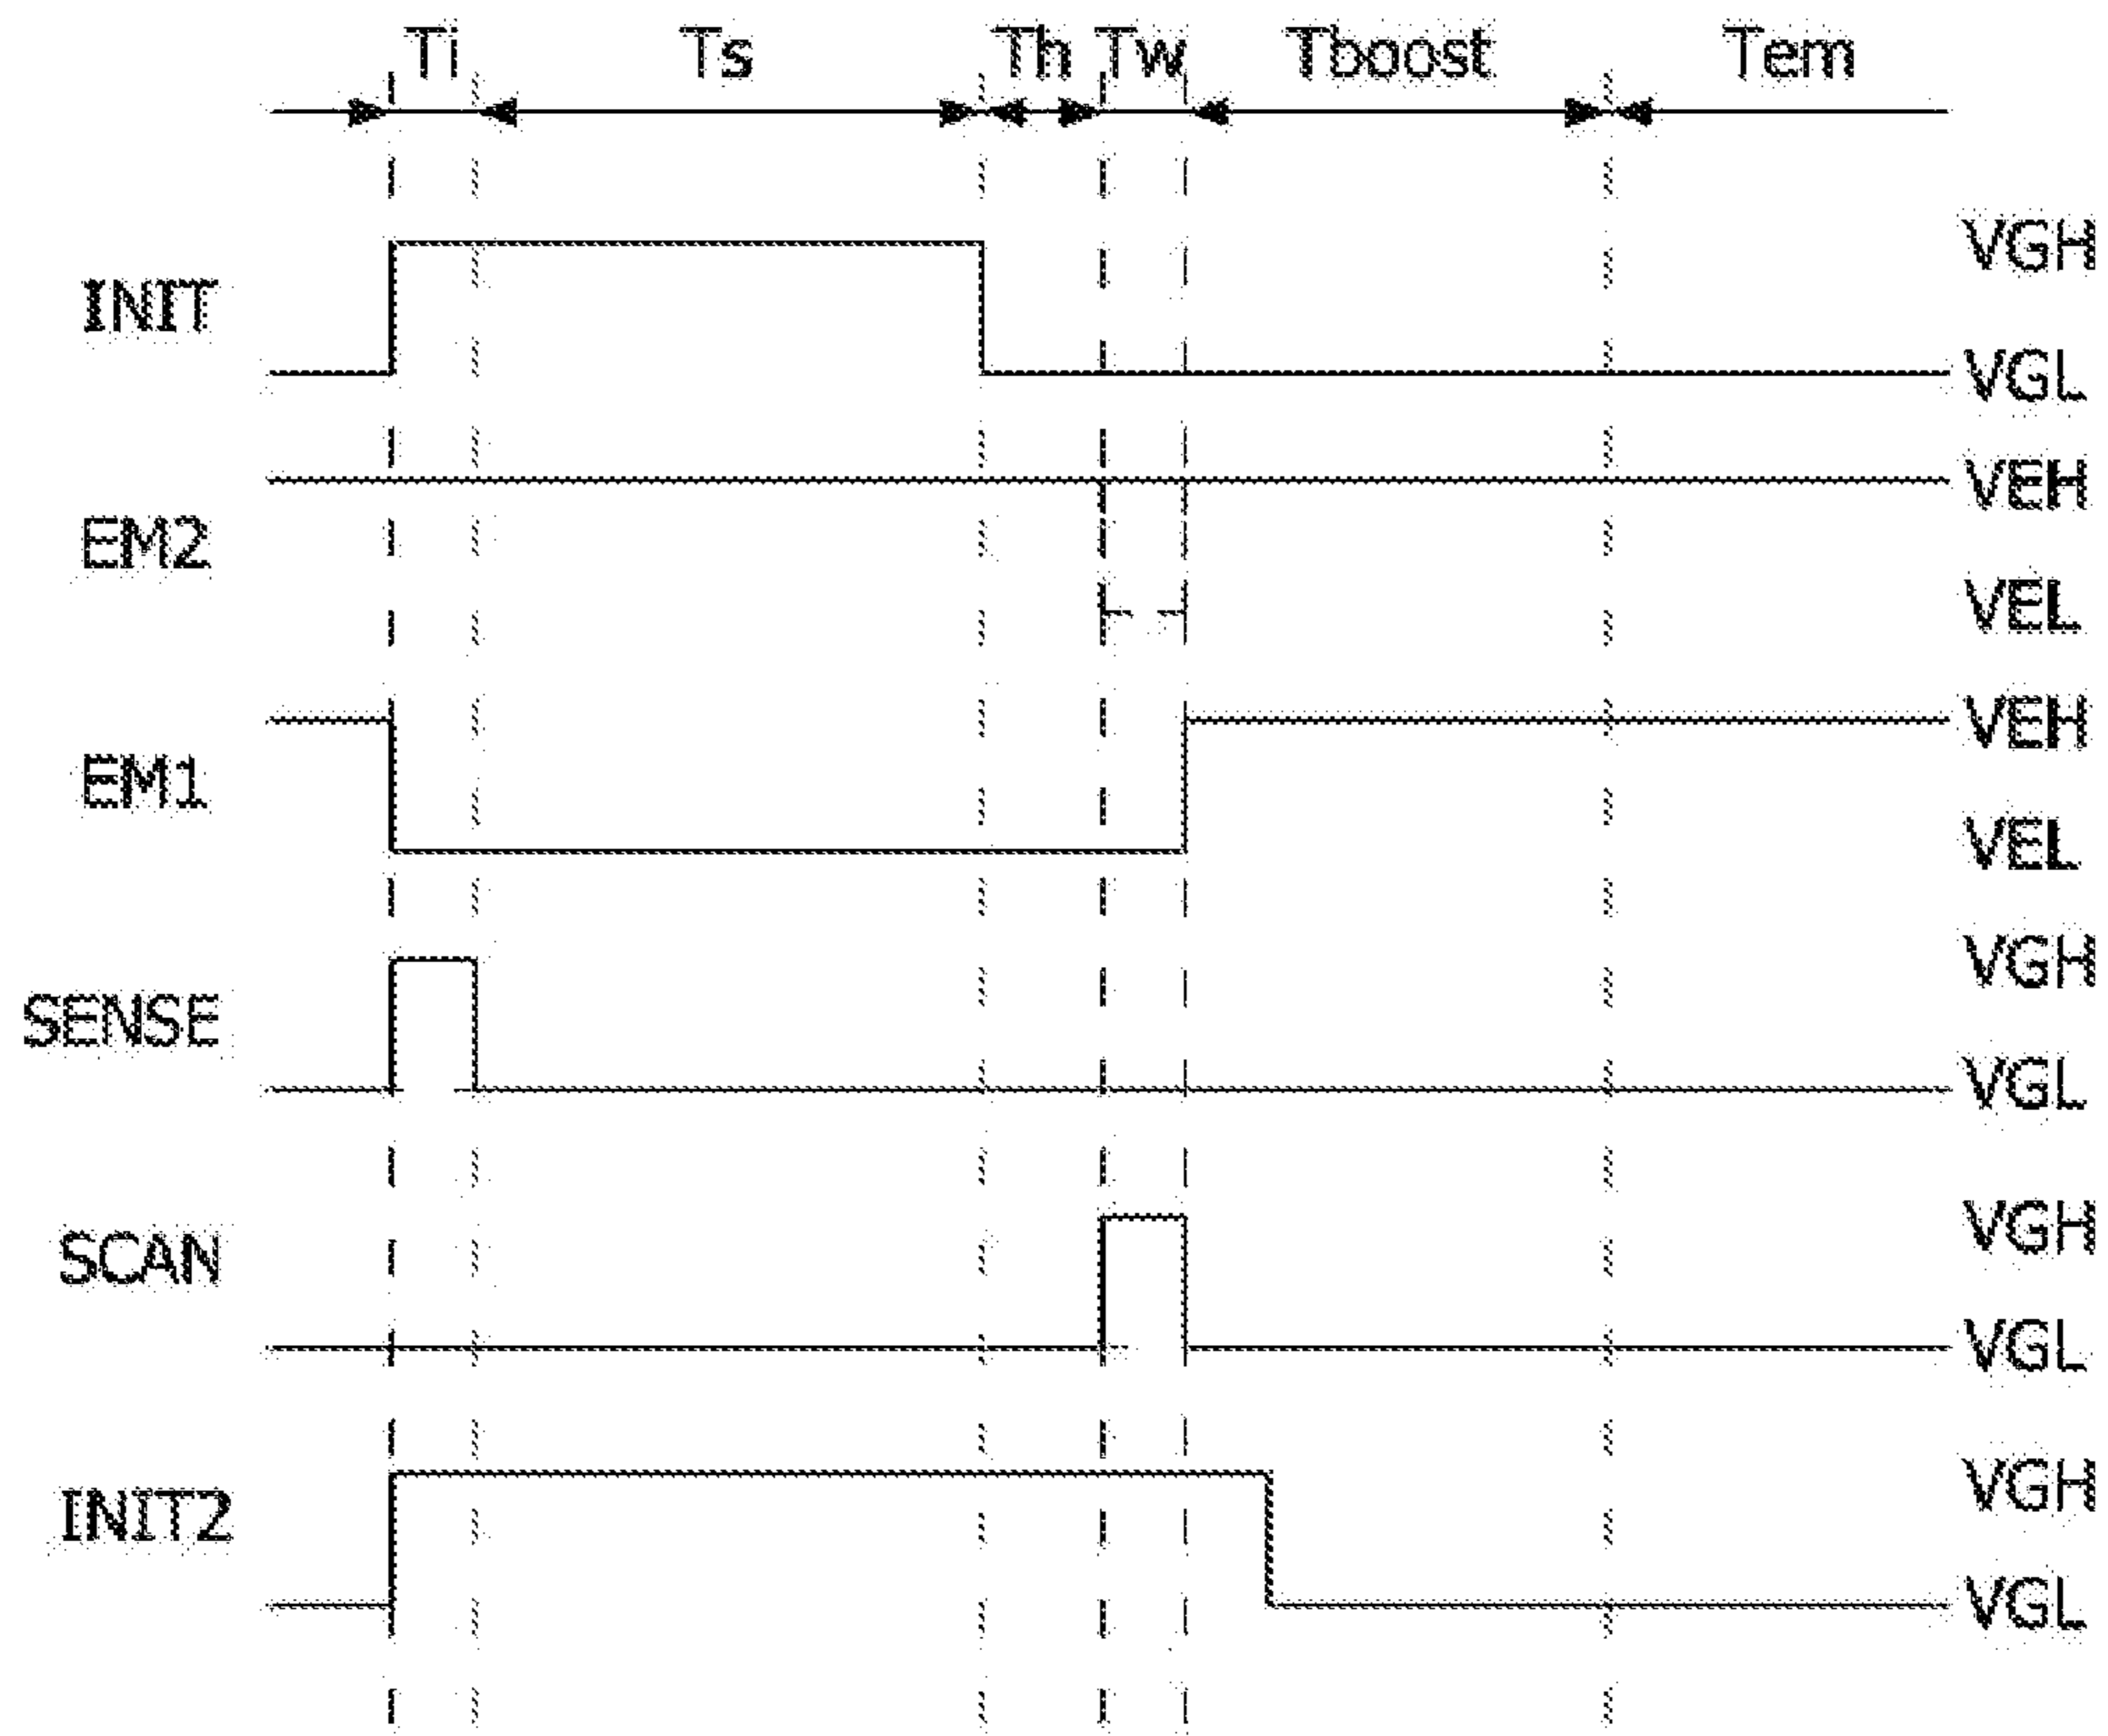 Ti Ts Th Tw Tboost Tem
VGH
INIT
VGL
VEH
EM2
VEL
VEH
EM1
VEL
VGH
SENSE
VGL
VGH
SCAN
VGL
VGH
INIT2
VGL